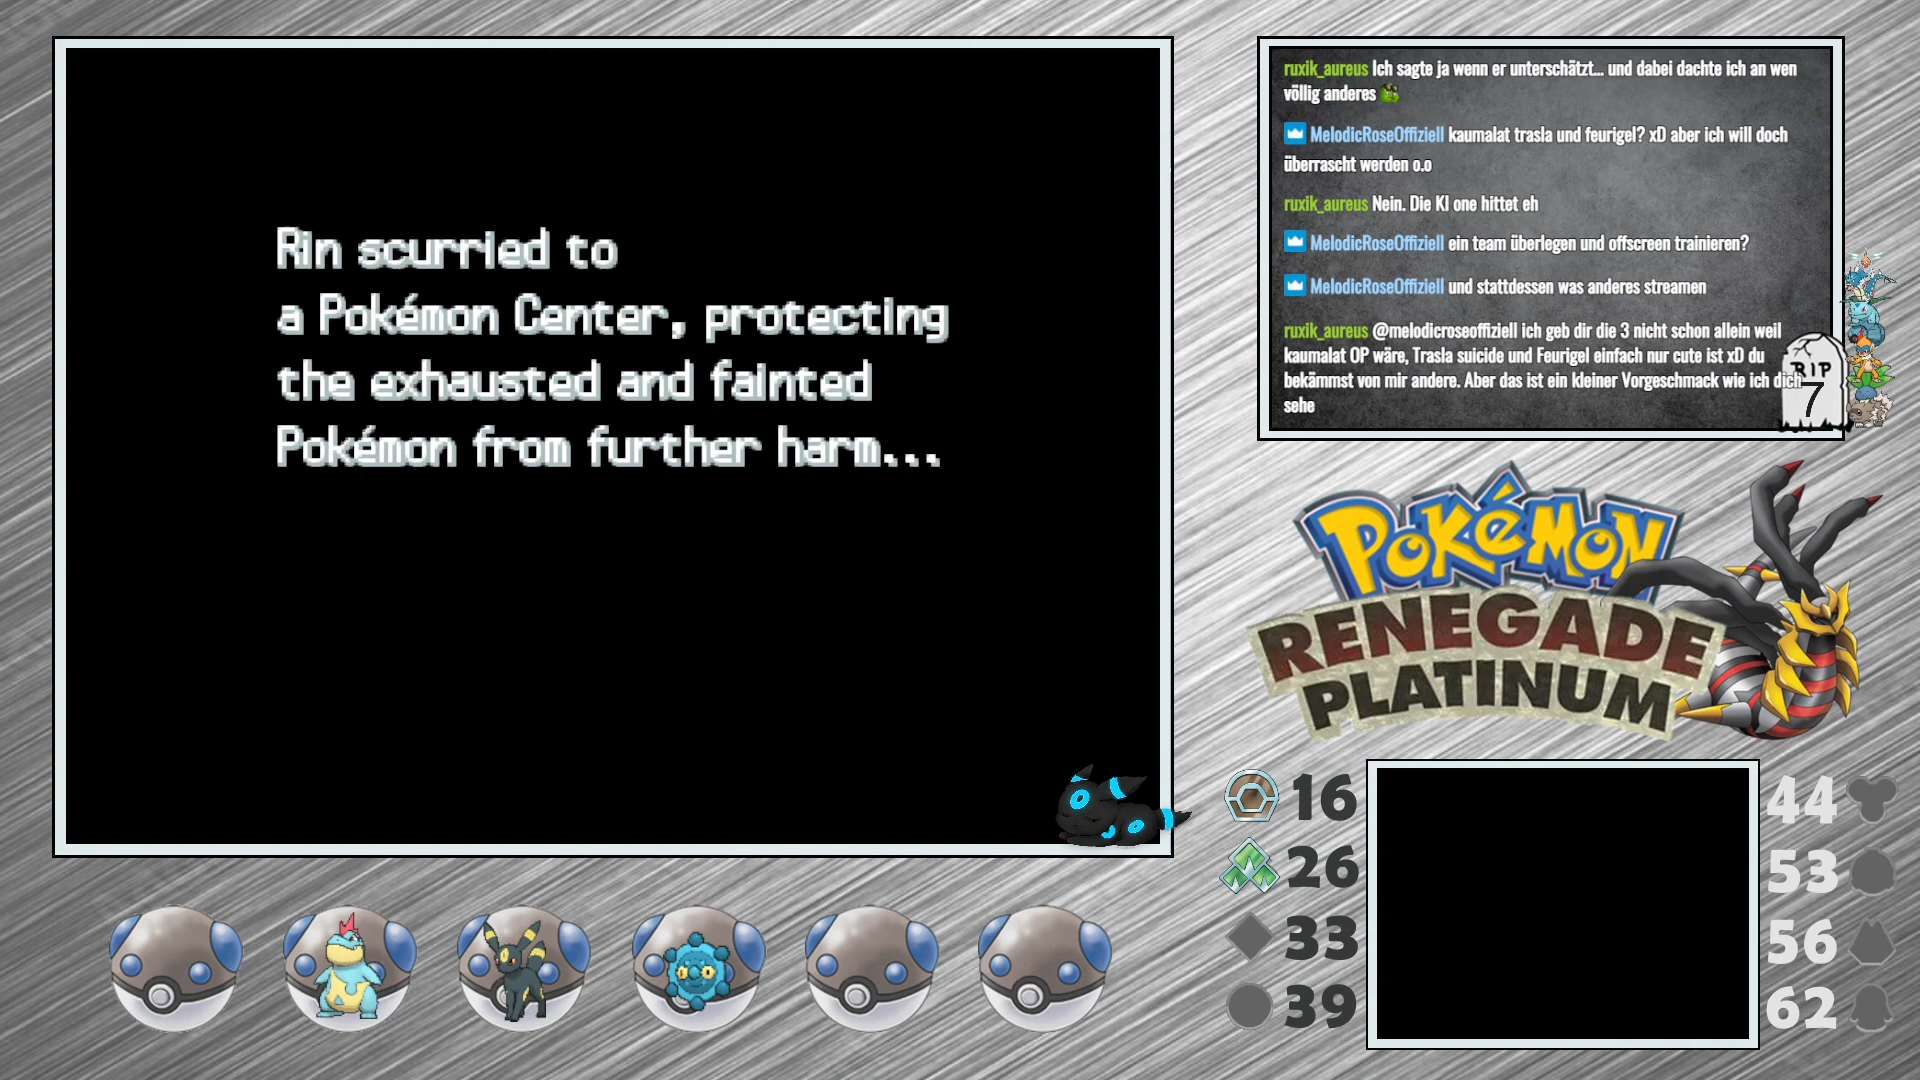 Rin scurried to
a Pokémon Center, protecting
the exhausted and fainted
Pokémon from further harm...
ruxik_aureus Ich sagte ja wenn er unterschätzt... und dabei dachte ich an wen
völlig anderes
MelodicRoseOffiziell kaumalat trasla und feurigel? xD aber ich will doch
überrascht werden o.o
ruxik_aureus Nein. Die KI one hittet eh
MelodicRoseOffiziell ein team überlegen und offscreen trainieren?
MelodicRoseOffiziell und stattdessen was anderes streamen
ruxik_aureus @melodicroseoffiziell ich geb dir die 3 nicht schon allein weil
kaumalat OP wäre, Trasla suicide und Feurigel einfach nur cute ist xD du
bekämmst von mir andere. Aber das ist ein kleiner Vorgeschmack wie ich dich
sehe
RIP
7
POKéMON
RENEGADE
PLATINUM
16
26
33
39
44
53
56
62